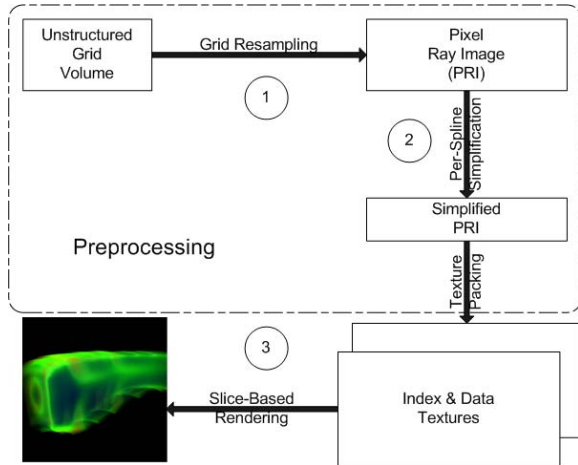 Unstructured
Grid
Volume
Grid Resampling
Pixel
Ray Image
(PRI)
1
2
Per-Spline
Simplification
Simplified
PRI
Preprocessing
Texture
Packing
3
Slice-Based
Rendering
Index & Data
Textures